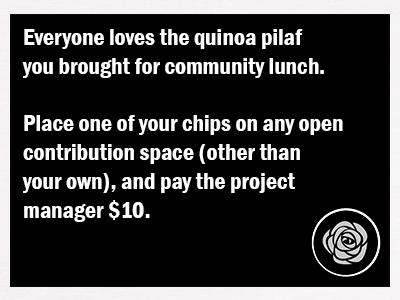 Everyone loves the quinoa pilaf
you brought for community lunch.
Place one of your chips on any open
contribution space (other than
your own), and pay the project
manager $10.